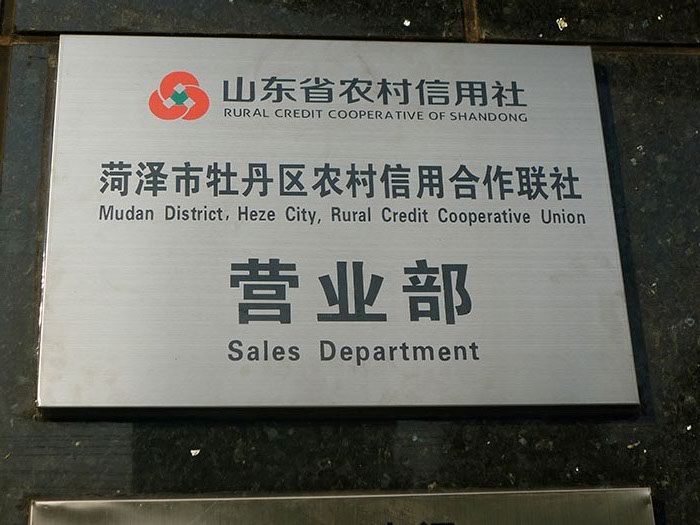 山东省农村信用社
RURAL CREDIT COOPERATIVE OF SHANDONG
菏泽市牡丹区农村信用合作联社
Mudan District, Heze City, Rural Credit Cooperative Union
营业部
Sales Department